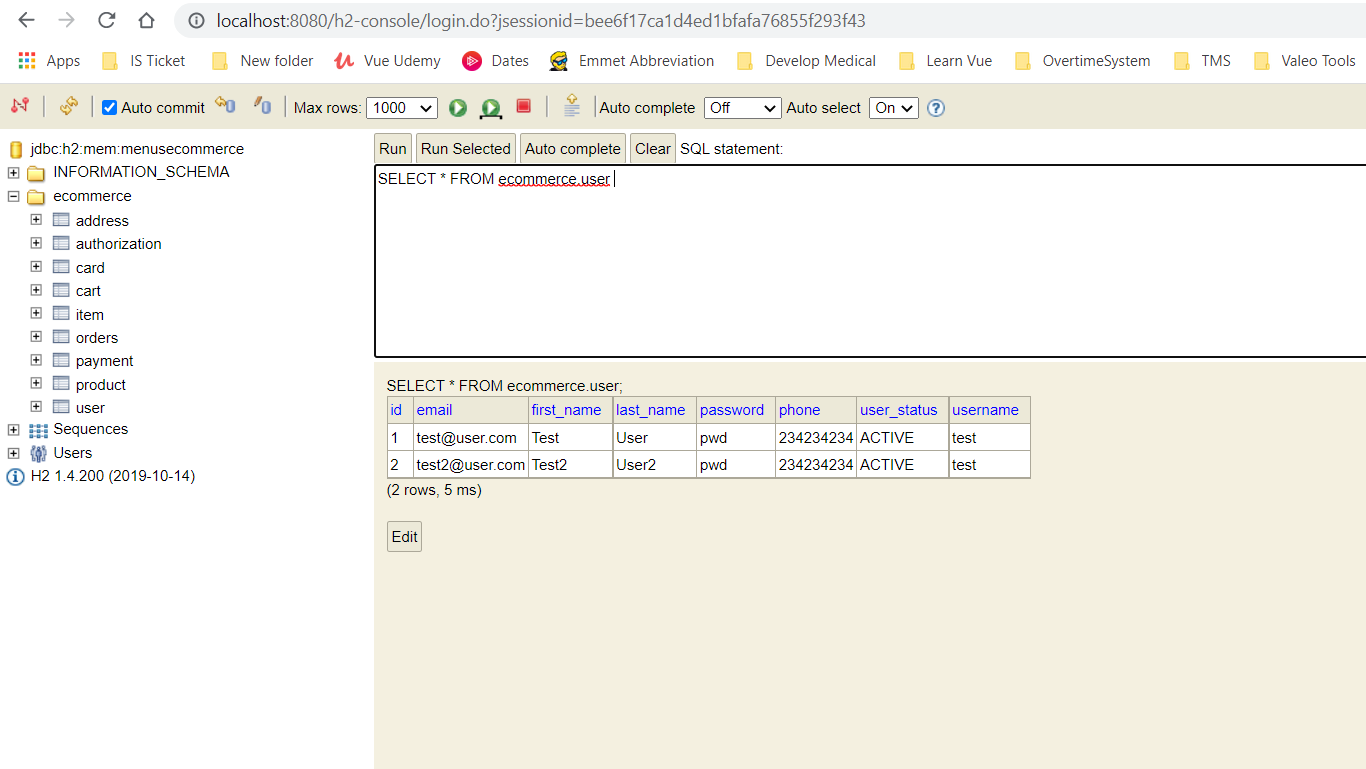 localhost:8080/h2-console/login.do?jsessionid=bee6f17ca1d4ed1bfafa76855f293f43
Apps IS Ticket New folder Vue Udemy Dates Emmet Abbreviation Develop Medical Learn Vue OvertimeSystem TMS Valeo Tools
Auto commit Max rows: 1000 Auto complete Off Auto select On ?
jdbc:h2:mem:menusecommerce
INFORMATION_SCHEMA
ecommerce
address
authorization
card
cart
item
orders
payment
product
user
Sequences
Users
H2 1.4.200 (2019-10-14)
Run Run Selected Auto complete Clear SQL statement:
SELECT * FROM ecommerce.user
SELECT * FROM ecommerce.user;
id email first_name last_name password phone user_status username
1 test@user.com Test User pwd 234234234 ACTIVE test
2 test2@user.com Test2 User2 pwd 234234234 ACTIVE test
(2 rows, 5 ms)
Edit